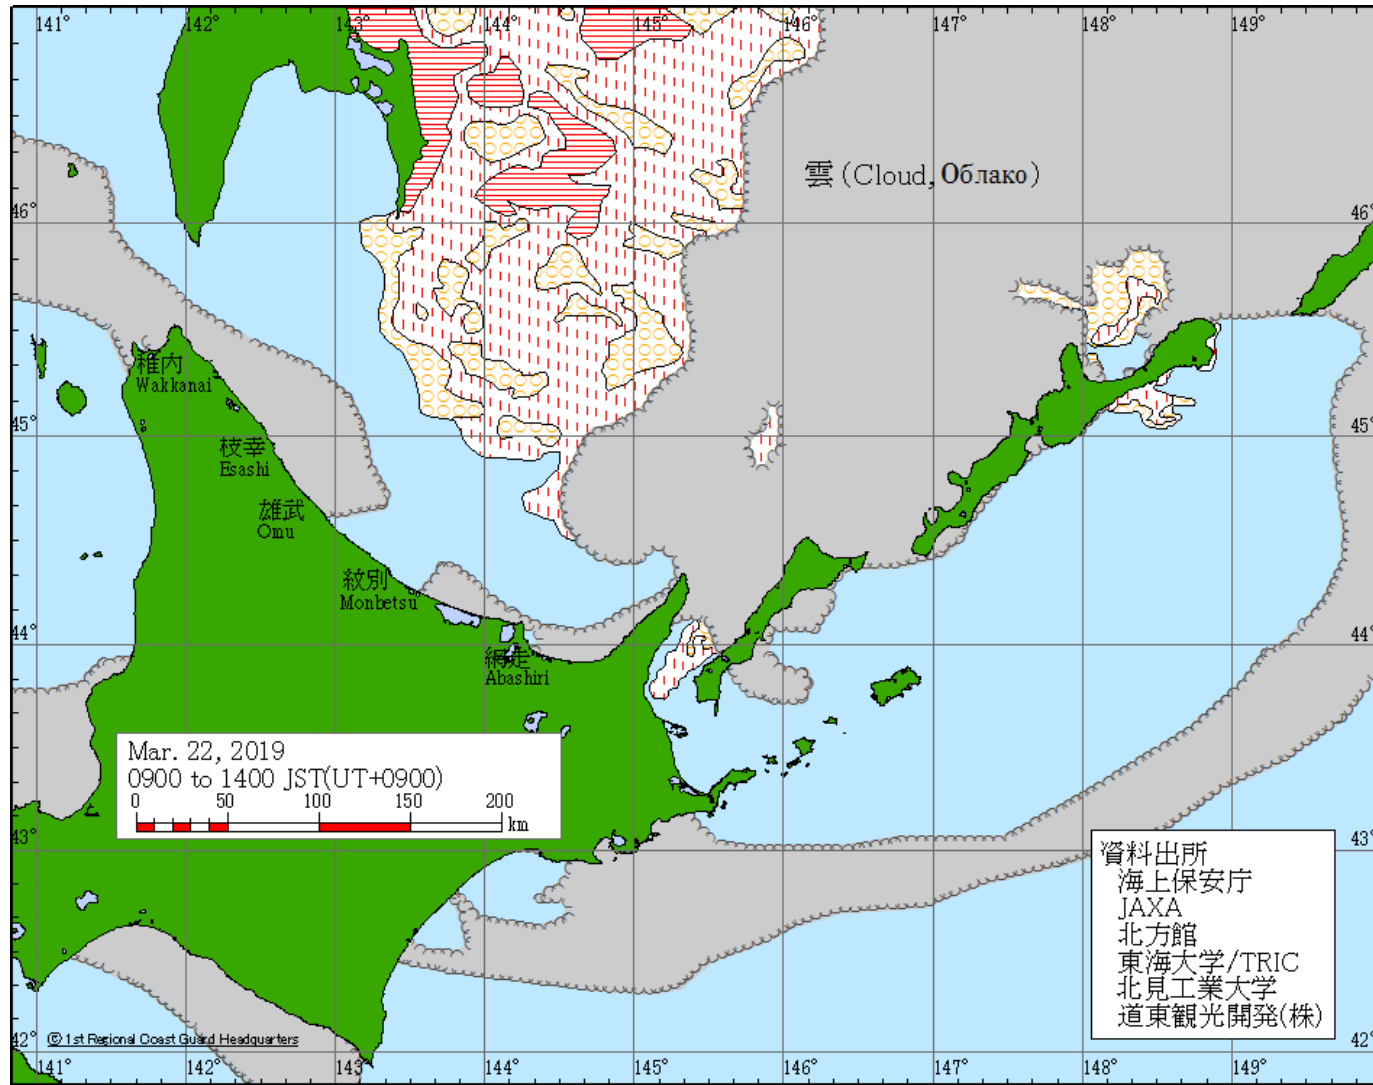 141° 142° 143° 144° 145° 146° 147° 148° 149°
雲 (Cloud, Облако)
46° 46°
稚内
Wakkanai
枝幸
Esashi
45° 45°
雄武
Omu
紋別
Monbetsu
44° 44°
網走
Abashiri
Mar. 22, 2019
0900 to 1400 JST(UT+0900)
0 50 100 150 200
km
43° 43°
資料出所
海上保安庁
JAXA
北方館
東海大学/TRIC
北見工業大学
道東観光開発(株)
42° 42°
© 1st Regional Coast Guard Headquarters
141° 142° 143° 144° 145° 146° 147° 148° 149°